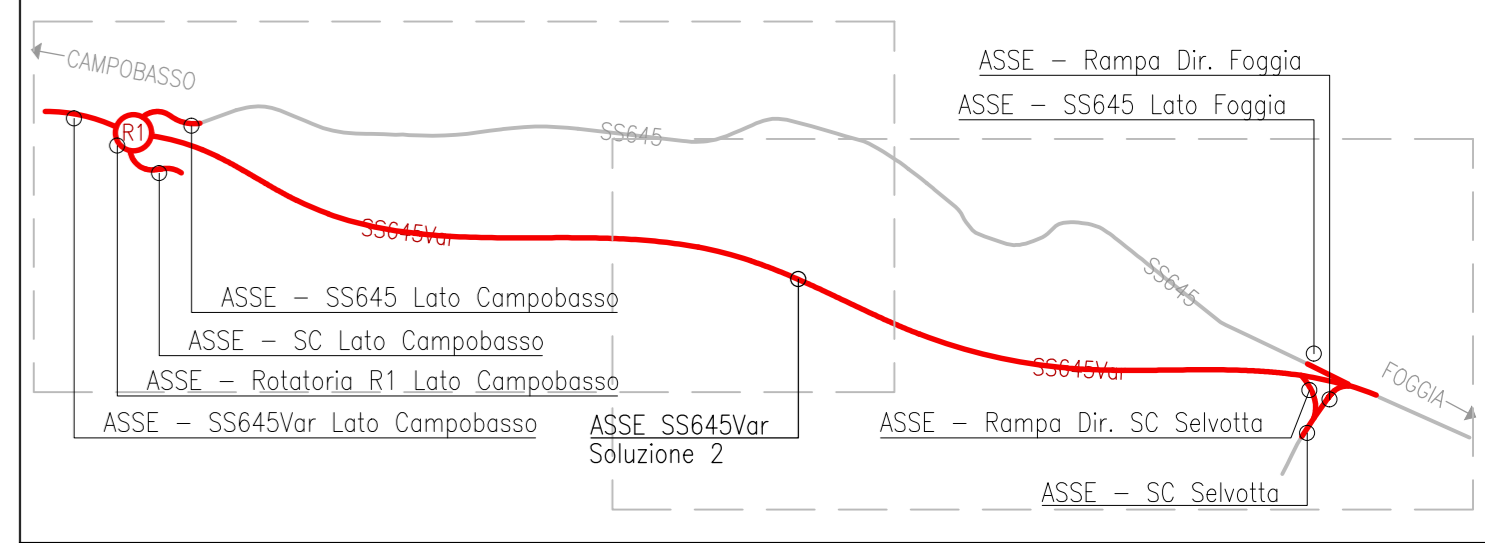 CAMPOBASSO
ASSE - Rampa Dir. Foggia
ASSE - SS645 Lato Foggia
R1
SS645
SS645Var
SS645
ASSE - SS645 Lato Campobasso
ASSE - SC Lato Campobasso
ASSE - Rotatoria R1 Lato Campobasso
ASSE - SS645Var Lato Campobasso
ASSE SS645Var
Soluzione 2
SS645Var
FOGGIA
ASSE - Rampa Dir. SC Selvotta
ASSE - SC Selvotta